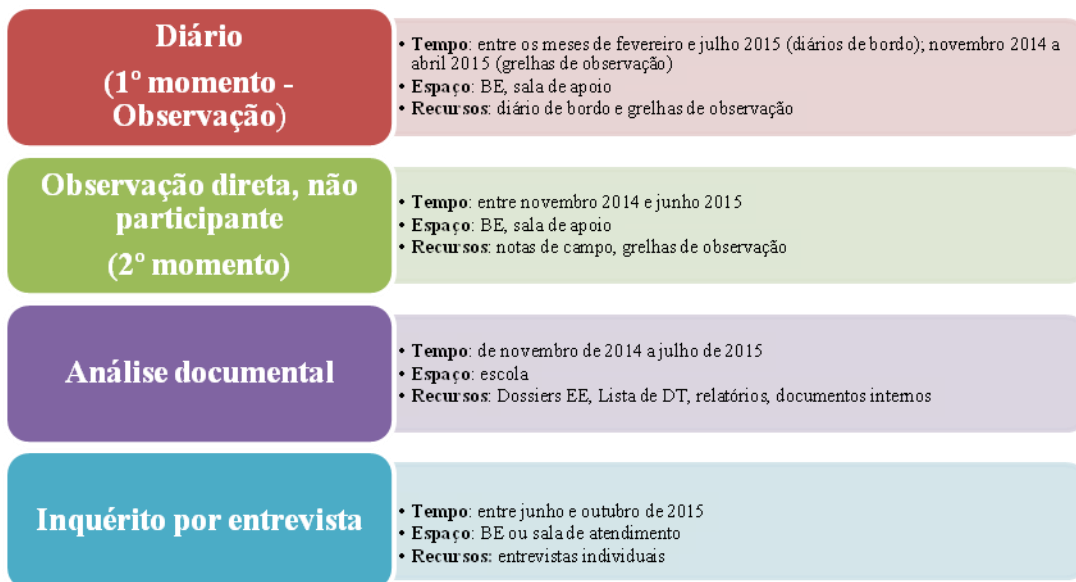 Diário
(1º momento -
Observação)
• Tempo: entre os meses de fevereiro e julho 2015 (diários de bordo); novembro 2014 a
abril 2015 (grelhas de observação)
• Espaço: BE, sala de apoio
• Recursos: diário de bordo e grelhas de observação
Observação direta, não
participante
(2º momento)
• Tempo: entre novembro 2014 e junho 2015
• Espaço: BE, sala de apoio
• Recursos: notas de campo, grelhas de observação
Análise documental
• Tempo: de novembro de 2014 a julho de 2015
• Espaço: escola
• Recursos: Dossiers EE, Lista de DT, relatórios, documentos internos
Inquérito por entrevista
• Tempo: entre junho e outubro de 2015
• Espaço: BE ou sala de atendimento
• Recursos: entrevistas individuais